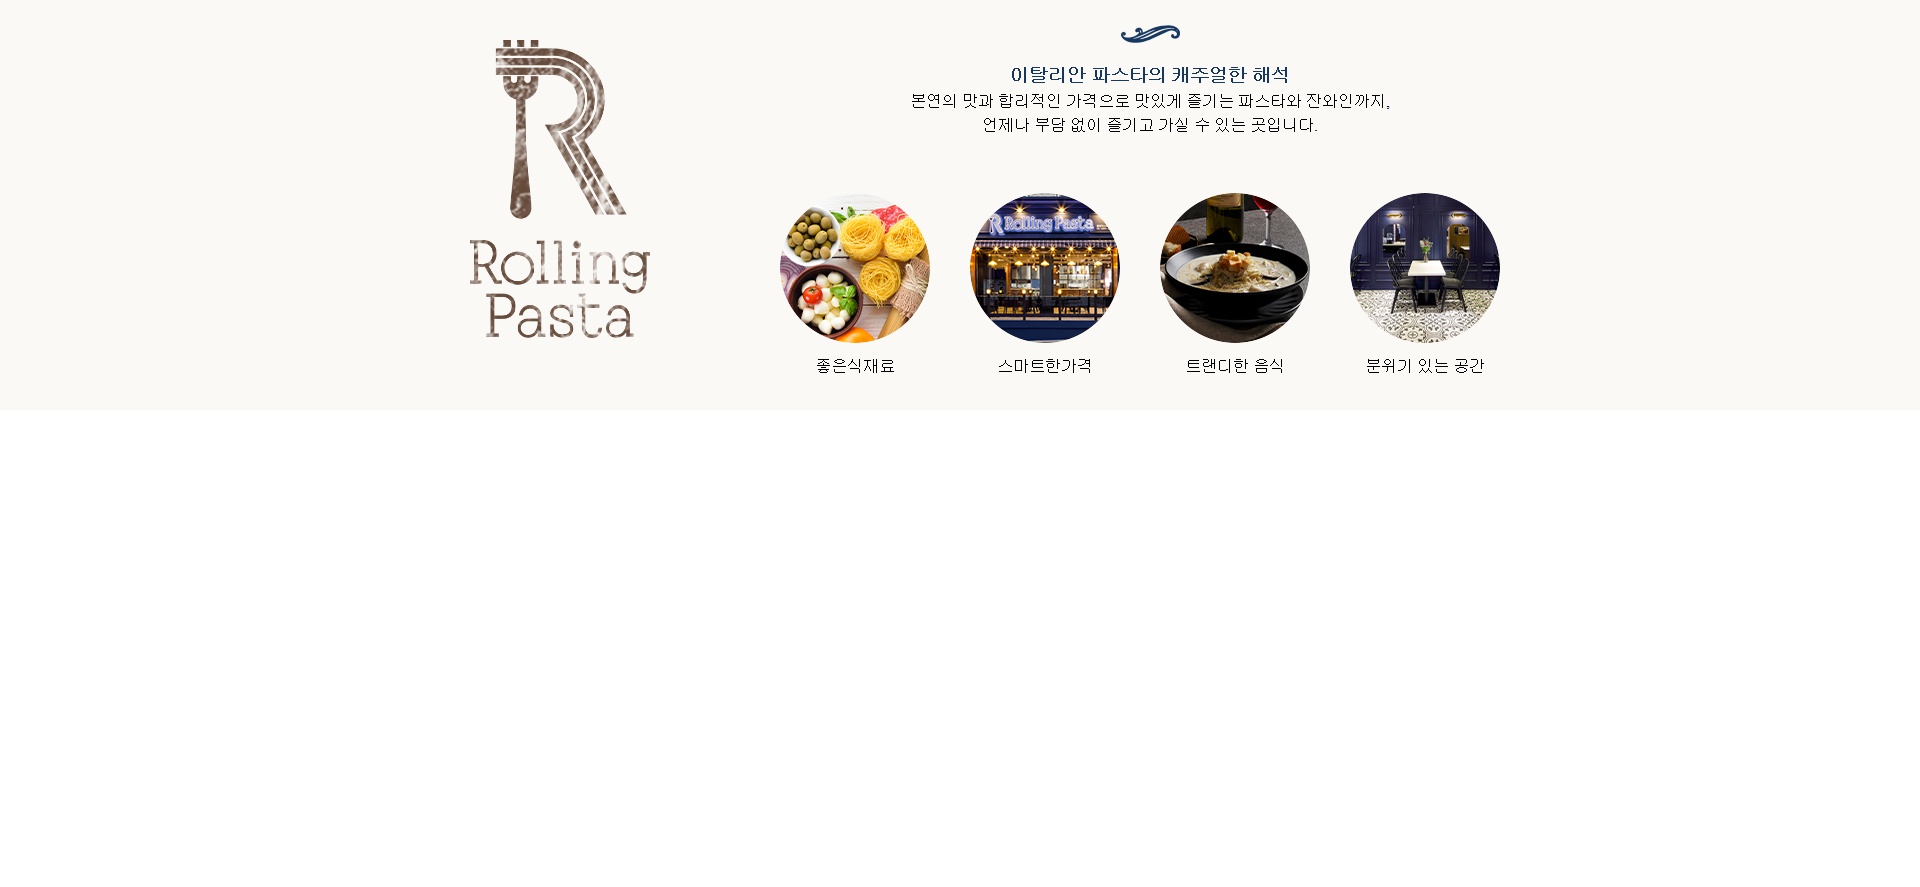 Rolling
Pasta
이탈리안 파스타의 캐주얼한 해석
본연의 맛과 합리적인 가격으로 맛있게 즐기는 파스타와 잔와인까지,
언제나 부담 없이 즐기고 가실 수 있는 곳입니다.
Rolling Pasta
좋은식재료
스마트한가격
트랜디한 음식
분위기 있는 공간